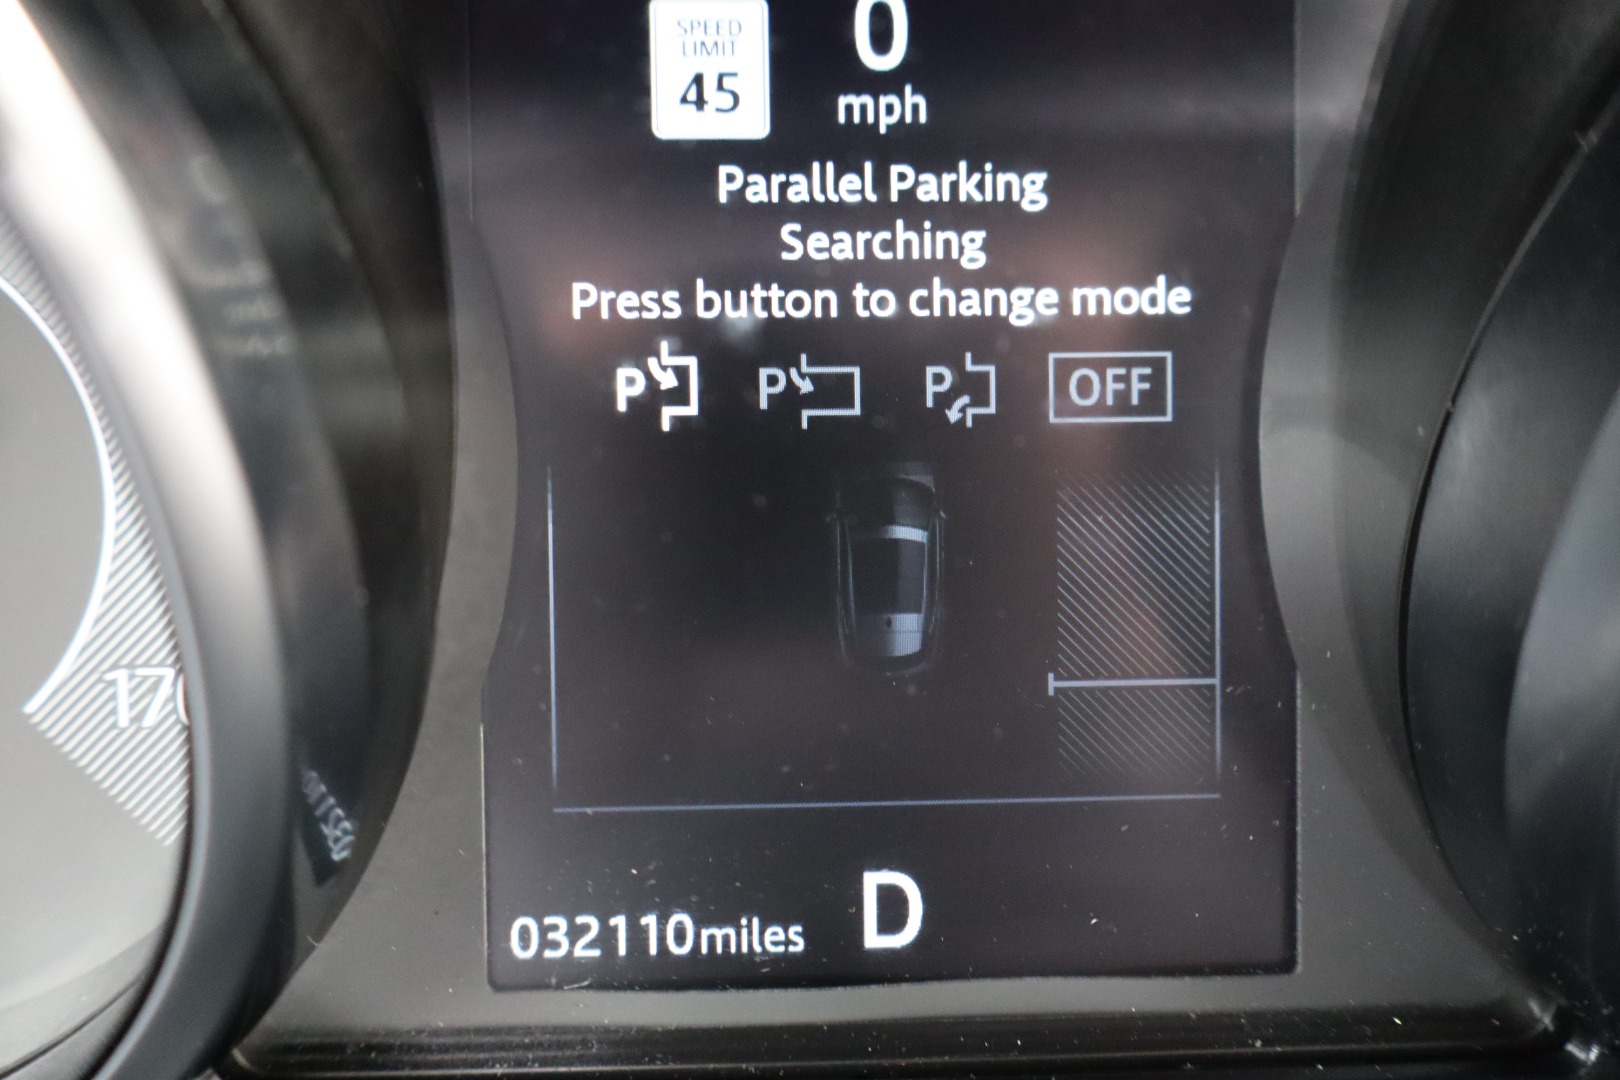 SPEED
LIMIT
45
0
mph
Parallel Parking
Searching
Press button to change mode
P P P OFF
032110miles D